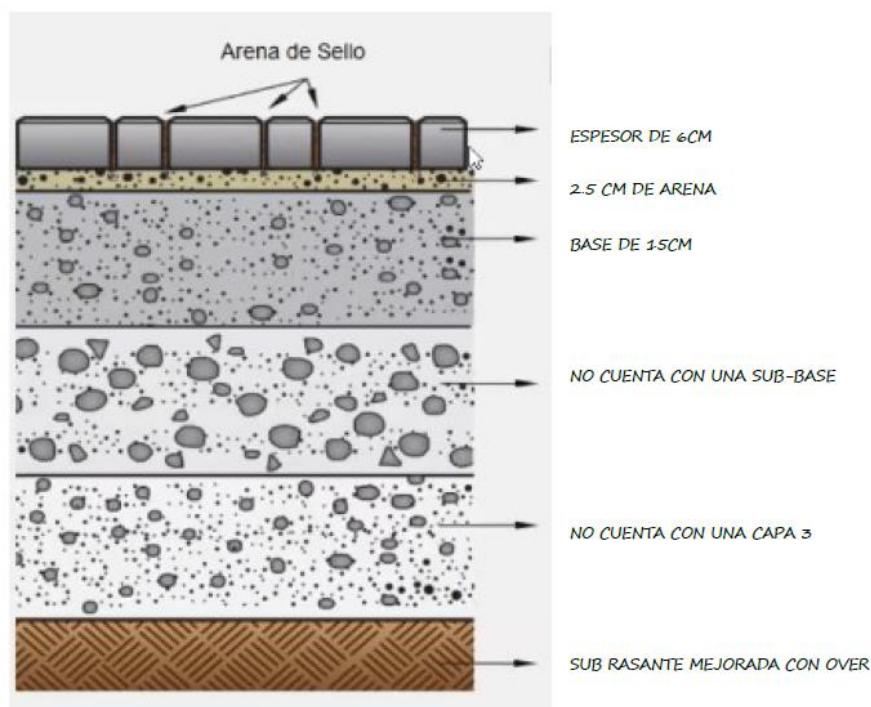 Arena de Sello
ESPESOR DE 6CM
2.5 CM DE ARENA
BASE DE 15CM
NO CUENTA CON UNA SUB-BASE
NO CUENTA CON UNA CAPA 3
SUB RASANTE MEJORADA CON OVER